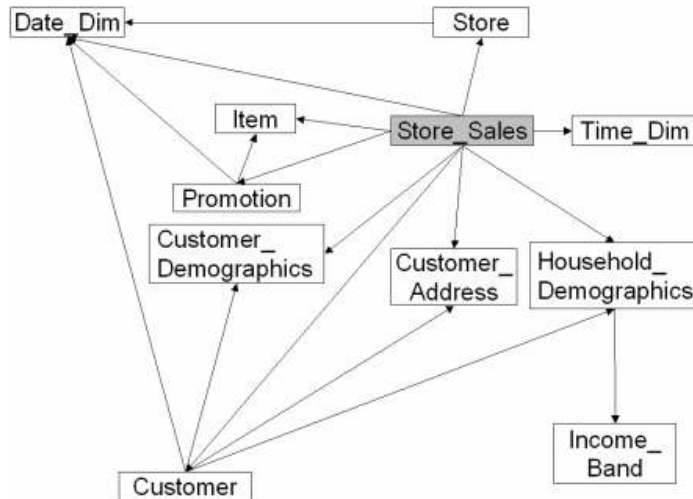 Date_Dim
Store
Item
Store_Sales
Time_Dim
Promotion
Customer_
Demographics
Customer_
Address
Household_
Demographics
Income_
Band
Customer